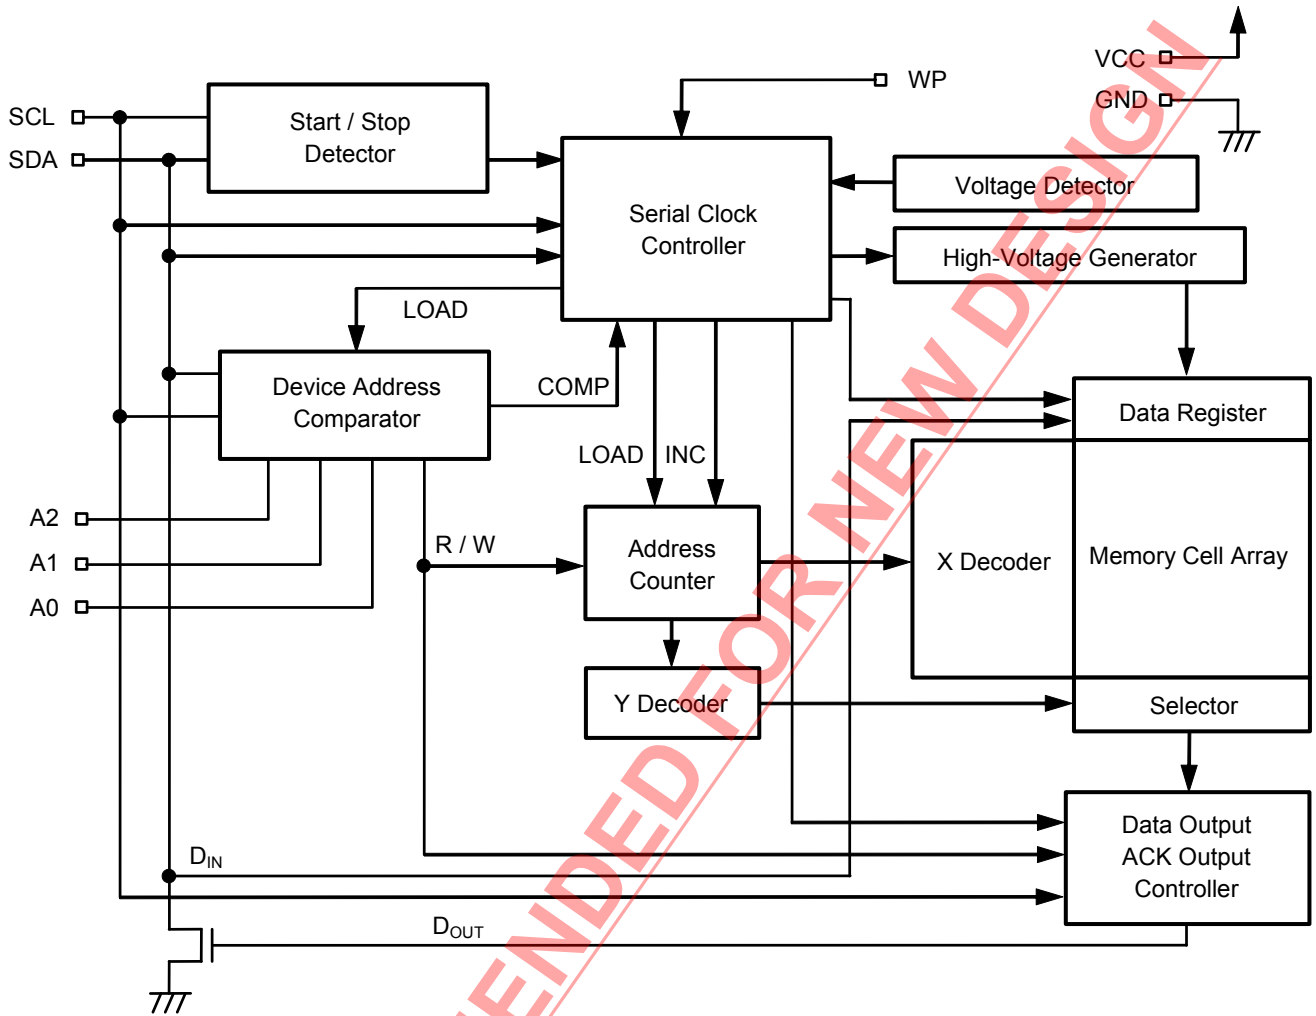 VCC
WP
GND
SCL
SDA
Start / Stop
Detector
Voltage Detector
Serial Clock
Controller
High-Voltage Generator
LOAD
Device Address
Comparator
COMP
Data Register
LOAD
INC
A2
A1
A0
R / W
Address
Counter
X Decoder
Memory Cell Array
Y Decoder
Selector
Data Output
ACK Output
Controller
DIN
DOUT
ENDED FOR NEW DESIGN